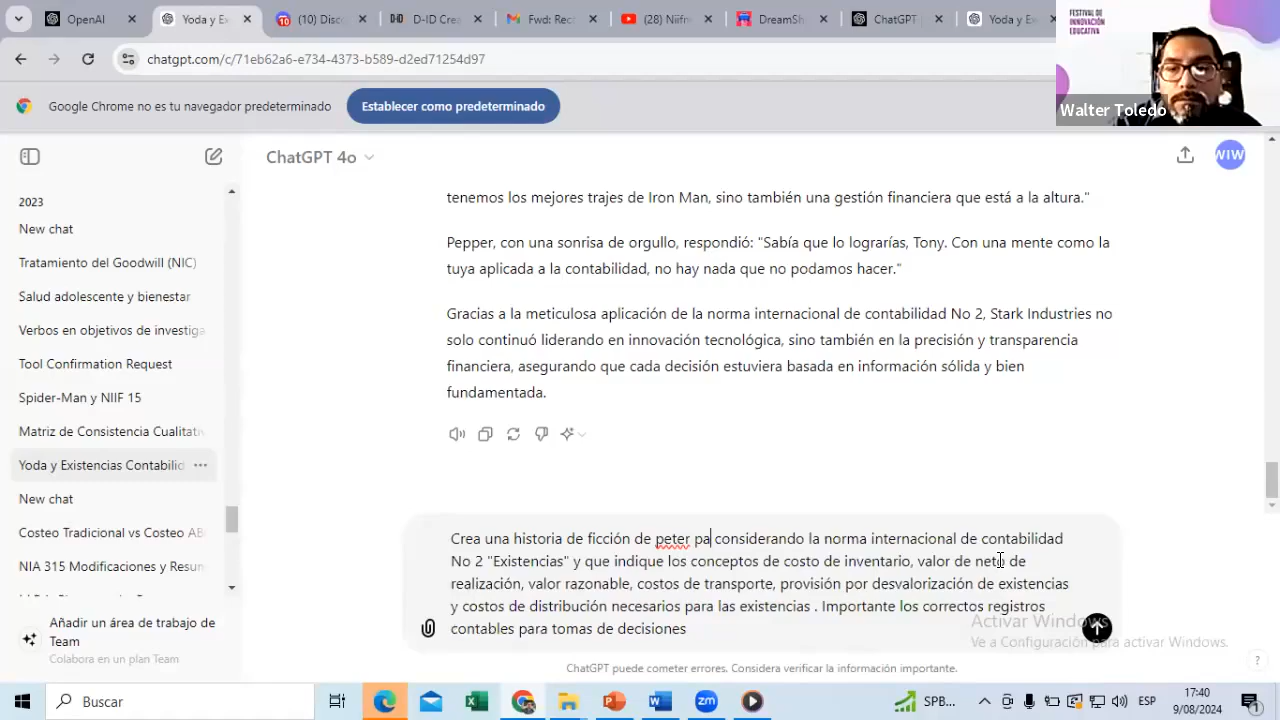 OpenAI
Yoda y Ex
10
(10) Disco
D-ID Crea
Fwd: Rec
(28) Niifn
DreamSt
ChatGPT
Yoda y E
FESTIVAL DE
INNOVACIÓN
EDUCATIVA
chatgpt.com/c/71eb62a6-e734-4373-b589-d2ed71254d97
Google Chrome no es tu navegador predeterminado
Establecer como predeterminado
Walter Toledo
ChatGPT 4o
WIW
2023
New chat
Tratamiento del Goodwill (NIC)
Salud adolescente y bienestar
Verbos en objetivos de investiga
Tool Confirmation Request
Spider-Man y NIIF 15
Matriz de Consistencia Cualitativ
Yoda y Existencias Contabilid
New chat
Costeo Tradicional vs Costeo AB
NIA 315 Modificaciones y Resum
Añadir un área de trabajo de
Team
Colabora en un plan Team
tenemos los mejores trajes de Iron Man, sino también una gestión financiera que está a la altura."
Pepper, con una sonrisa de orgullo, respondió: "Sabía que lo lograrías, Tony. Con una mente como la
tuya aplicada a la contabilidad, no hay nada que no podamos hacer."
Gracias a la meticulosa aplicación de la norma internacional de contabilidad No 2, Stark Industries no
solo continuó liderando en innovación tecnológica, sino también en la precisión y transparencia
financiera, asegurando que cada decisión estuviera basada en información sólida y bien
fundamentada.
Crea una historia de ficción de peter pa considerando la norma internacional de contabilidad
No 2 "Existencias" y que indique los conceptos de costo de inventario, valor de neto de
realización, valor razonable, costos de transporte, provisión por desvalorización de existencias
y costos de distribución necesarios para las existencias . Importante los correctos registros
contables para tomas de decisiones
Activar Windows
Ve a Configuración para activar Windows.
ChatGPT puede cometer errores. Considera verificar la información importante.
?
Buscar
SPB...
ESP
17:40
9/08/2024